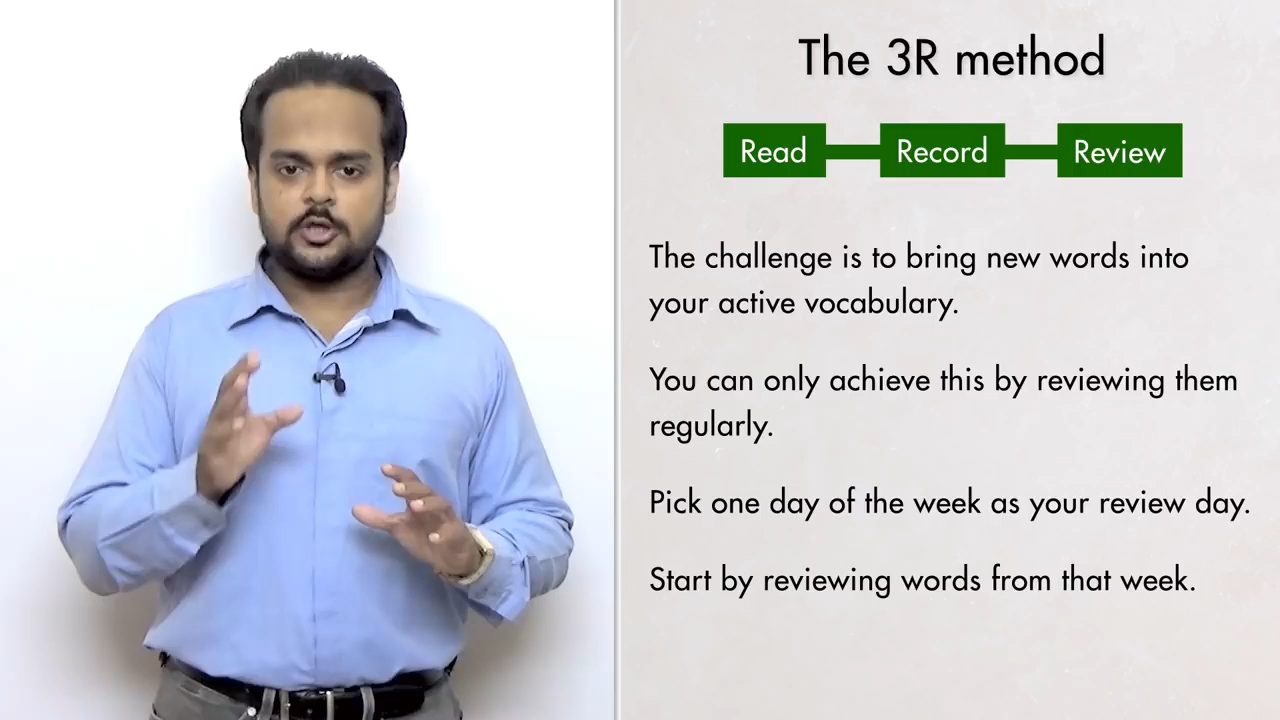 The 3R method
Read Record Review
The challenge is to bring new words into
your active vocabulary.
You can only achieve this by reviewing them
regularly.
Pick one day of the week as your review day.
Start by reviewing words from that week.